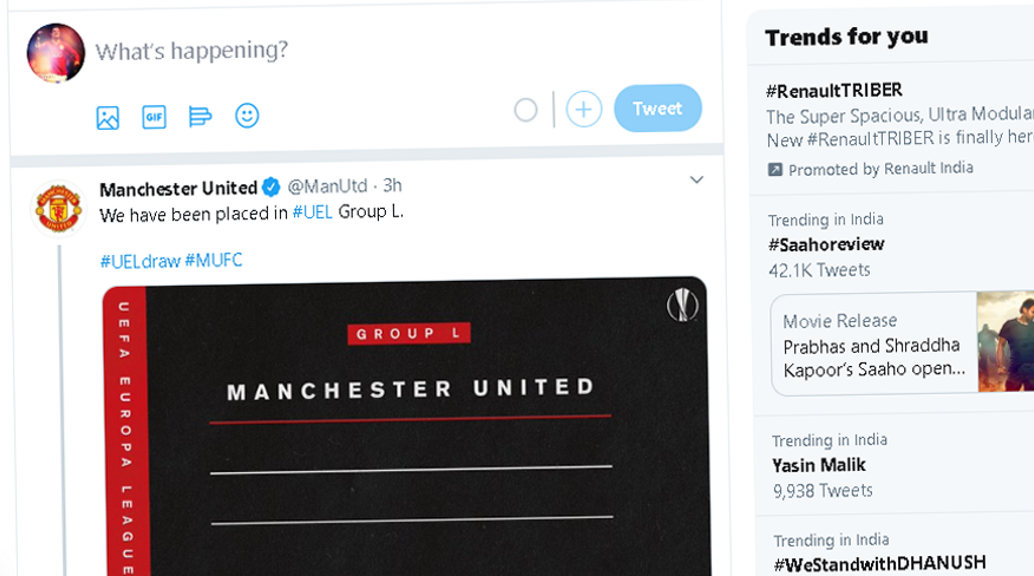 What's happening?
GIF
Tweet
Manchester United @ManUtd · 3h
We have been placed in #UEL Group L.
#UELdraw #MUFC
UEFA EUROPA LEAGUE
GROUP L
MANCHESTER UNITED
Trends for you
#RenaultTRIBER
The Super Spacious, Ultra Modular
New #RenaultTRIBER is finally
Promoted by Renault India
Trending in India
#Saahoreview
42.1K Tweets
Movie Release
Prabhas and Shraddha
Kapoor's Saaho open...
Trending in India
Yasin Malik
9,938 Tweets
Trending in India
#WeStandwithDHANUSH